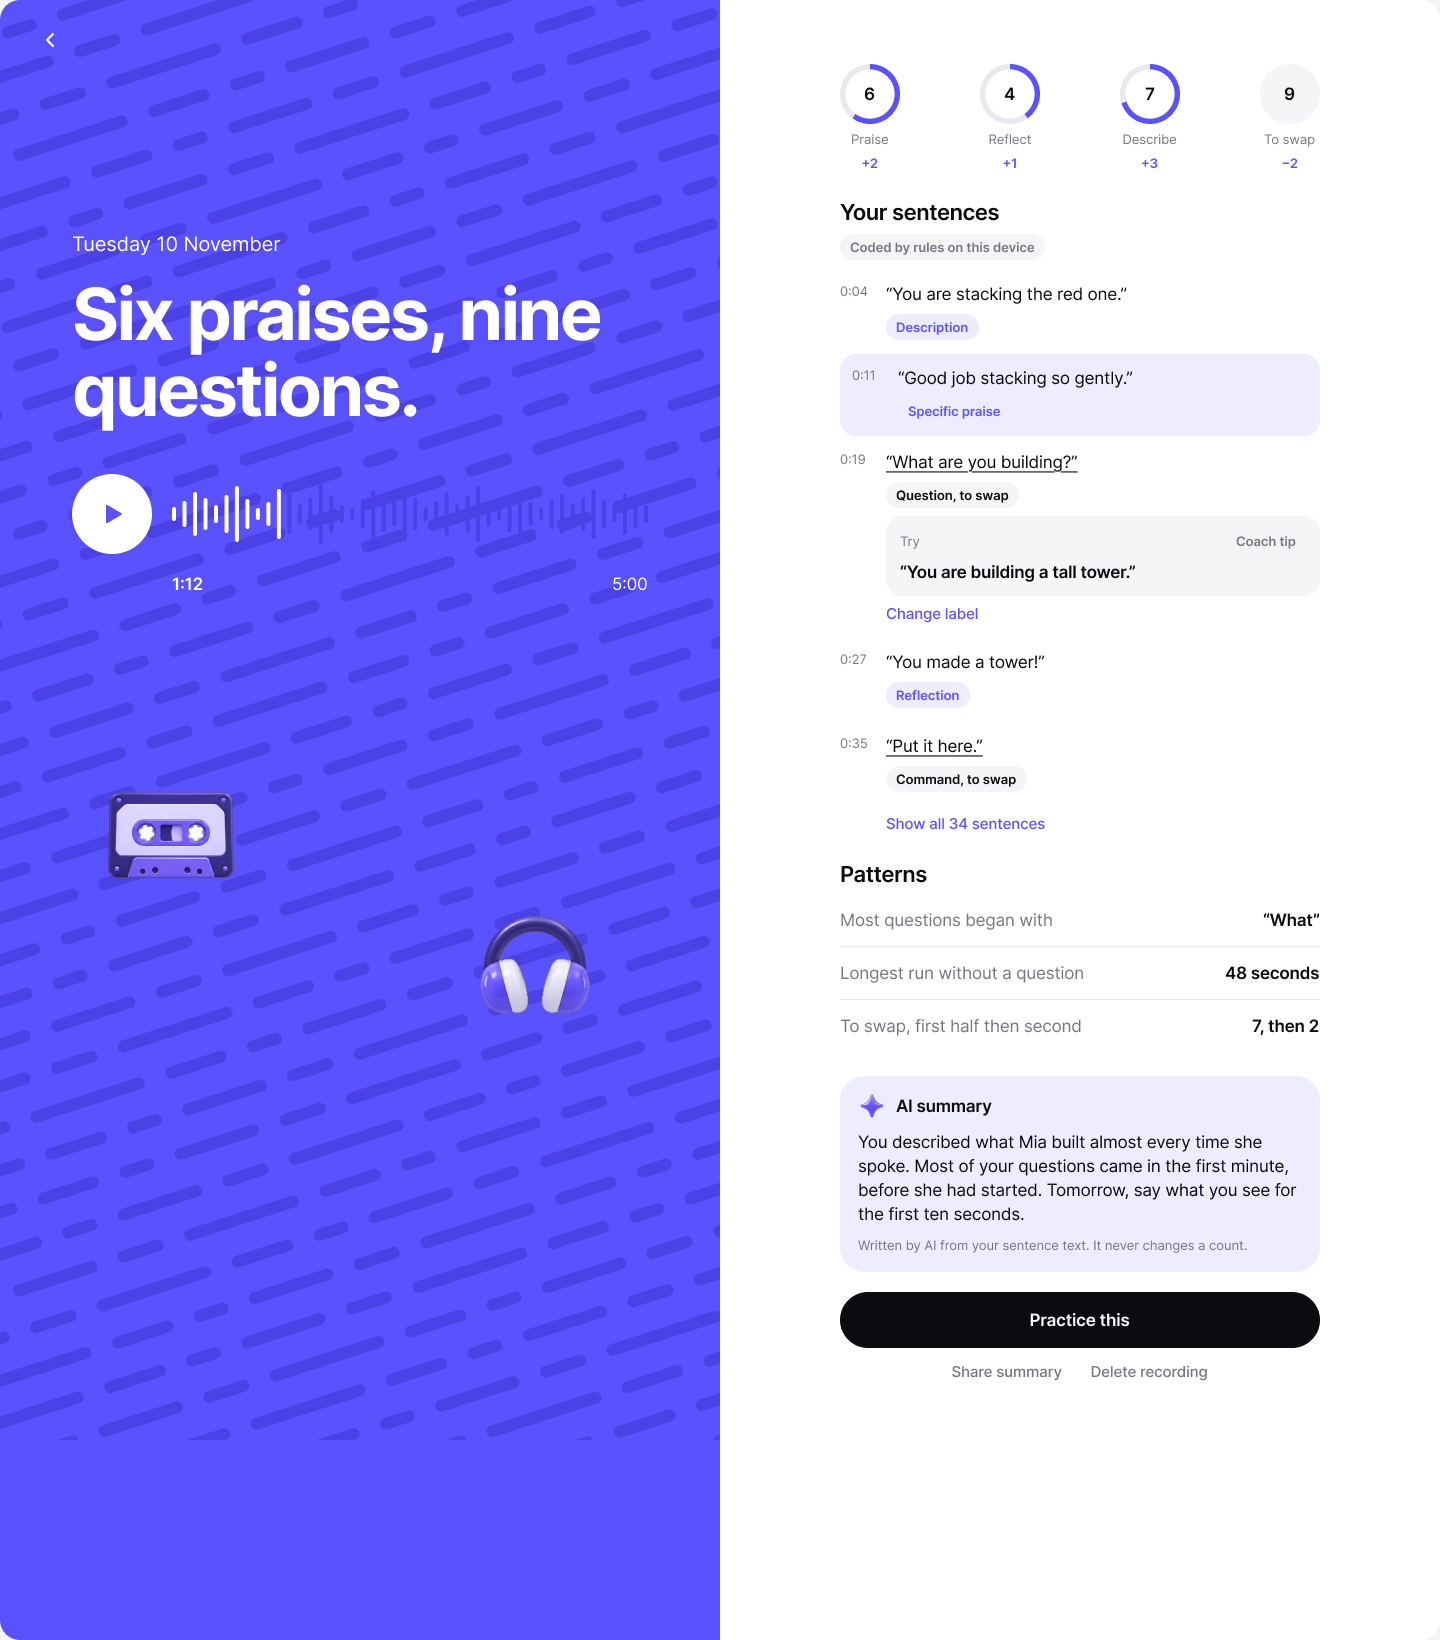 Tuesday 10 November
Six praises, nine
questions.
1:12
5:00
6
Praise
+2
4
Reflect
+1
7
Describe
+3
9
To swap
−2
Your sentences
Coded by rules on this device
0:04
“You are stacking the red one.”
Description
0:11
“Good job stacking so gently.”
Specific praise
0:19
“What are you building?”
Question, to swap
Try
Coach tip
“You are building a tall tower.”
Change label
0:27
“You made a tower!”
Reflection
0:35
“Put it here.”
Command, to swap
Show all 34 sentences
Patterns
Most questions began with
“What”
Longest run without a question
48 seconds
To swap, first half then second
7, then 2
AI summary
You described what Mia built almost every time she
spoke. Most of your questions came in the first minute,
before she had started. Tomorrow, say what you see for
the first ten seconds.
Written by AI from your sentence text. It never changes a count.
Practice this
Share summary
Delete recording